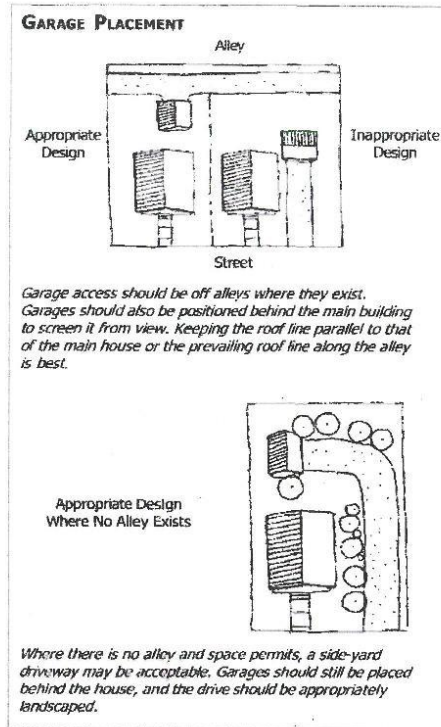 GARAGE PLACEMENT
Alley
Appropriate
Design
Inappropriate
Design
Street
Garage access should be off alleys where they exist.
Garages should also be positioned behind the main building
to screen it from view. Keeping the roof line parallel to that
of the main house or the prevailing roof line along the alley
is best.
Appropriate Design
Where No Alley Exists
Where there is no alley and space permits, a side-yard
driveway may be acceptable. Garages should still be placed
behind the house, and the drive should be appropriately
landscaped.